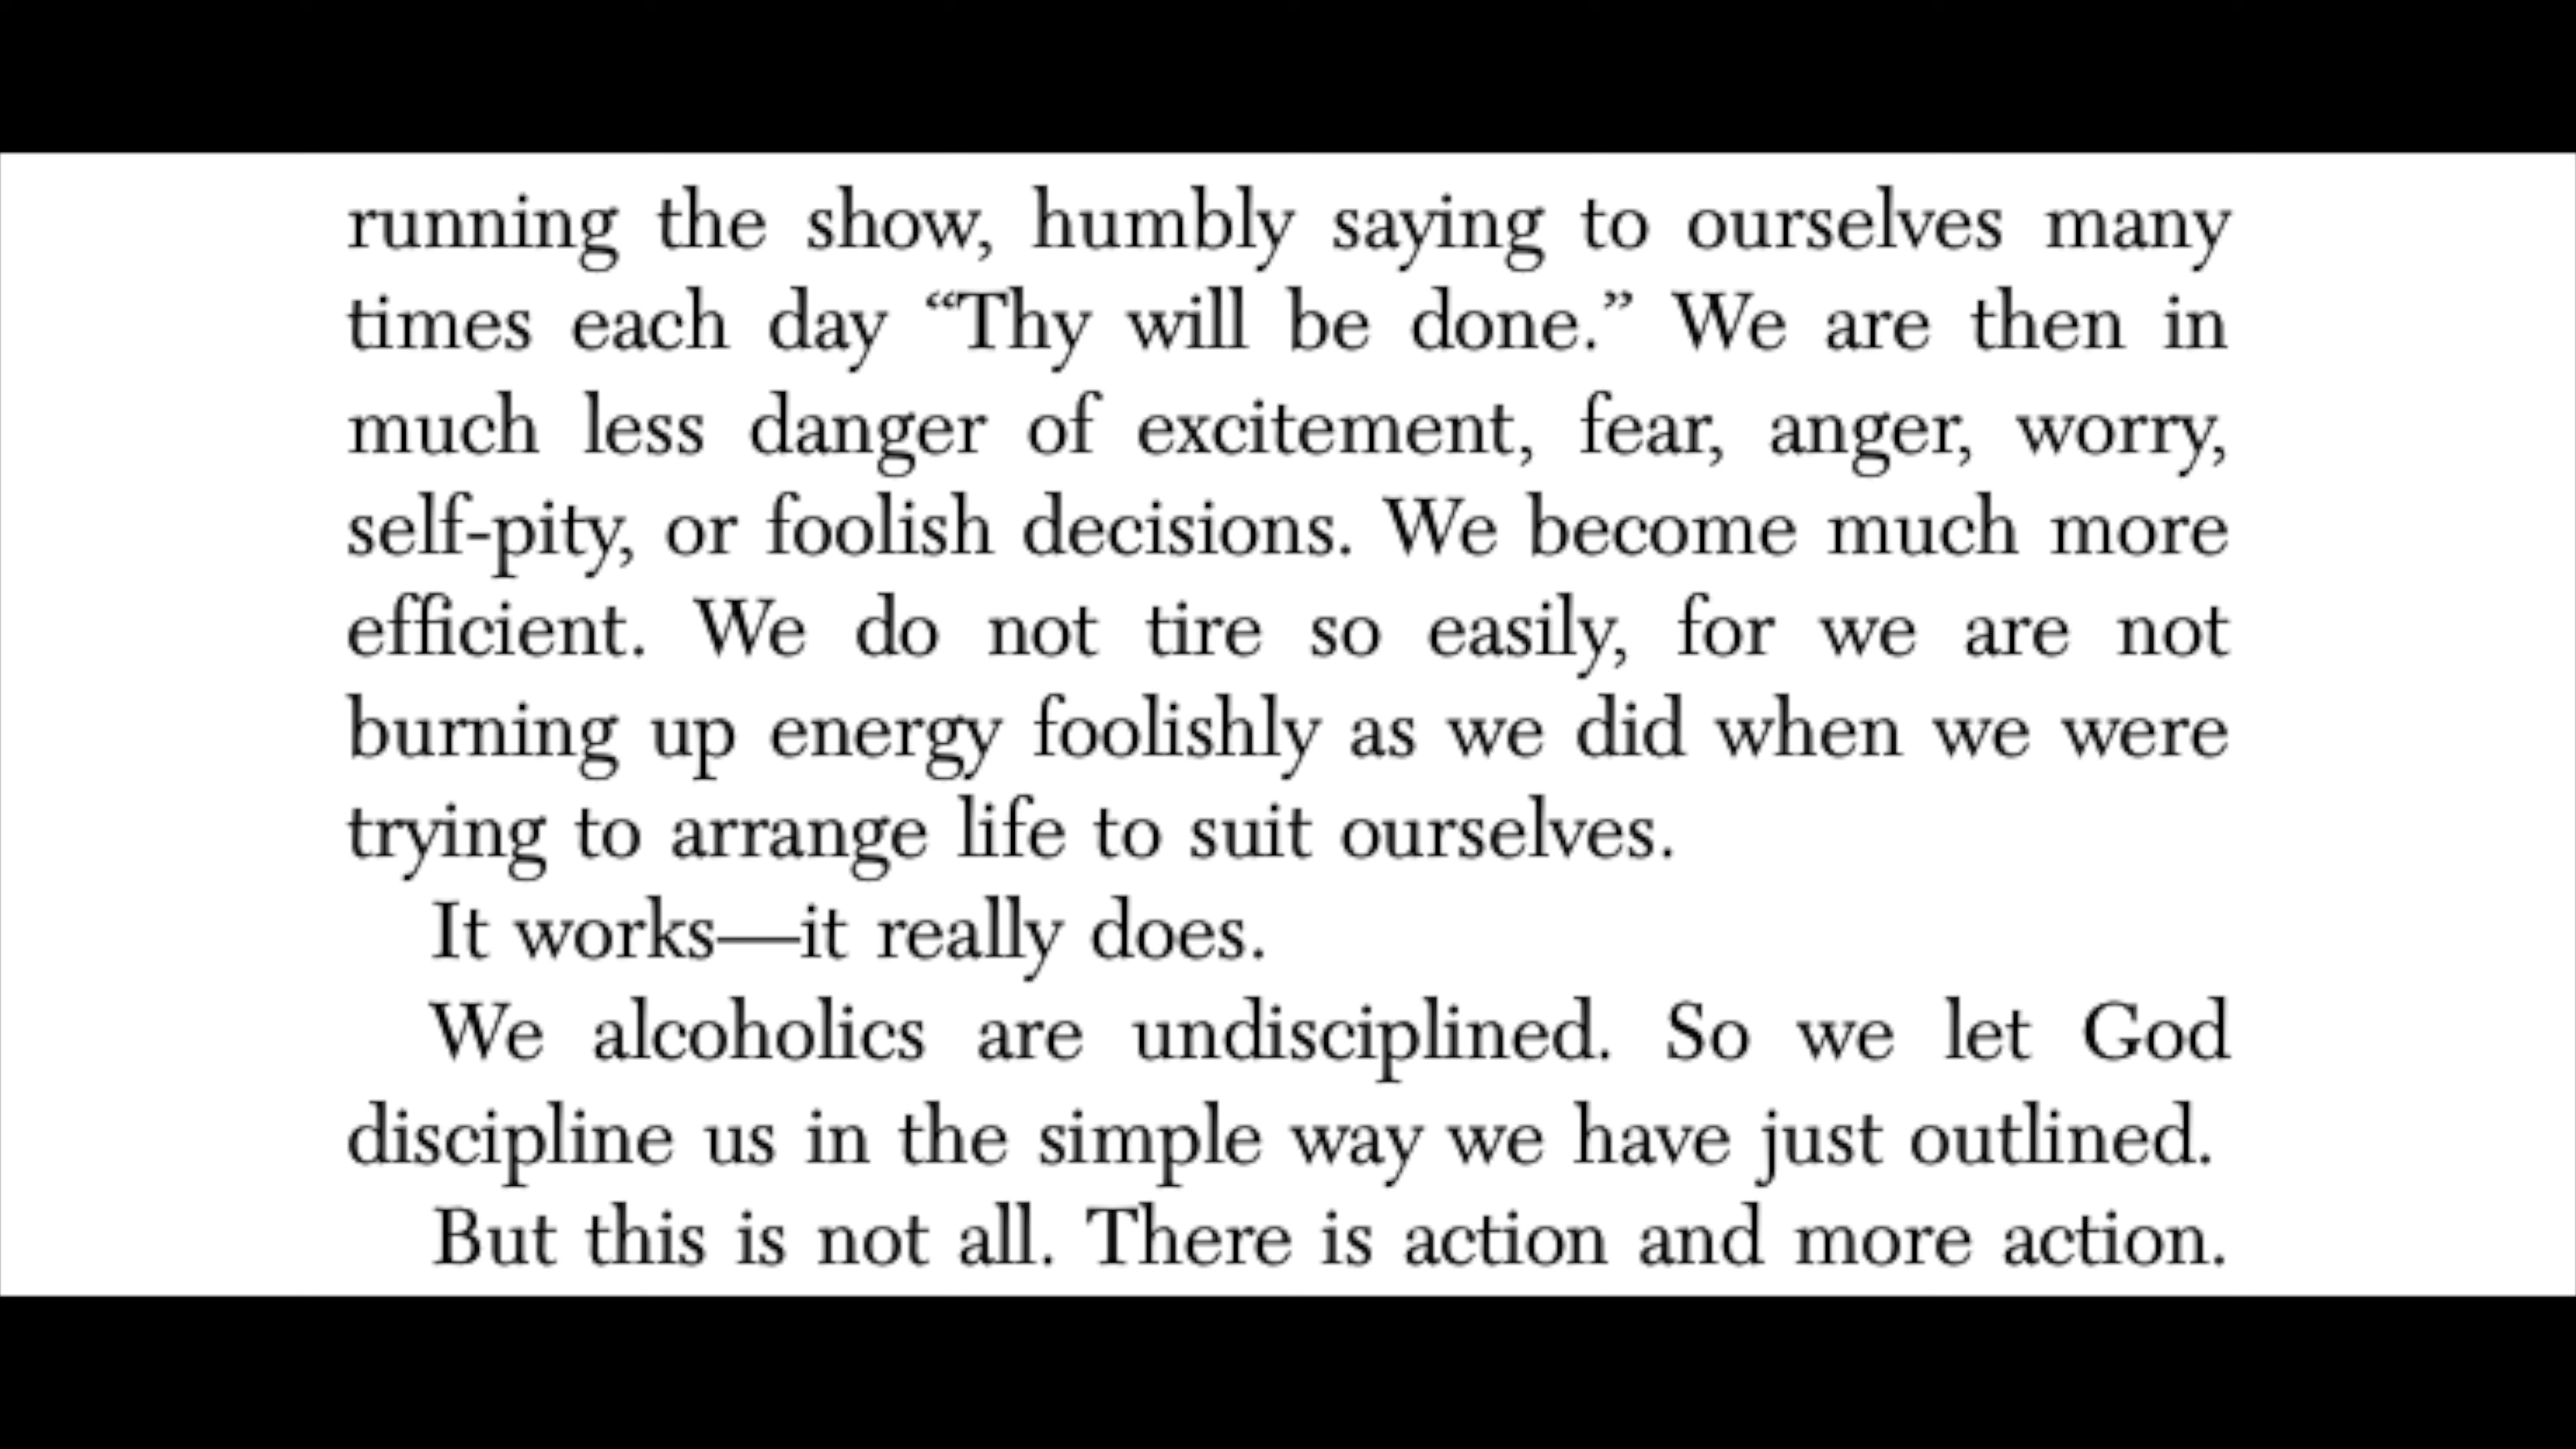 running the show, humbly saying to ourselves many
times each day “Thy will be done.” We are then in
much less danger of excitement, fear, anger, worry,
self-pity, or foolish decisions. We become much more
efficient. We do not tire so easily, for we are not
burning up energy foolishly as we did when we were
trying to arrange life to suit ourselves.
It works—it really does.
We alcoholics are undisciplined. So we let God
discipline us in the simple way we have just outlined.
But this is not all. There is action and more action.